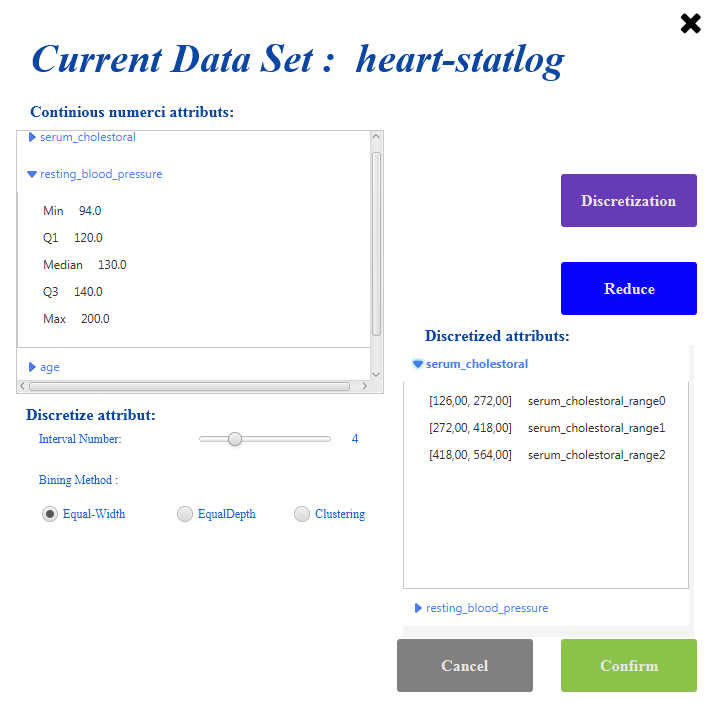 Current Data Set :  heart-statlog
Continious numerci attributs:
serum_cholestoral
resting_blood_pressure
Min 94.0
Q1 120.0
Median 130.0
Q3 140.0
Max 200.0
age
Discretize attribut:
Interval Number: 4
Bining Method :
Equal-Width EqualDepth Clustering
Discretization
Reduce
Discretized attributs:
serum_cholestoral
[126,00, 272,00] serum_cholestoral_range0
[272,00, 418,00] serum_cholestoral_range1
[418,00, 564,00] serum_cholestoral_range2
resting_blood_pressure
Cancel Confirm